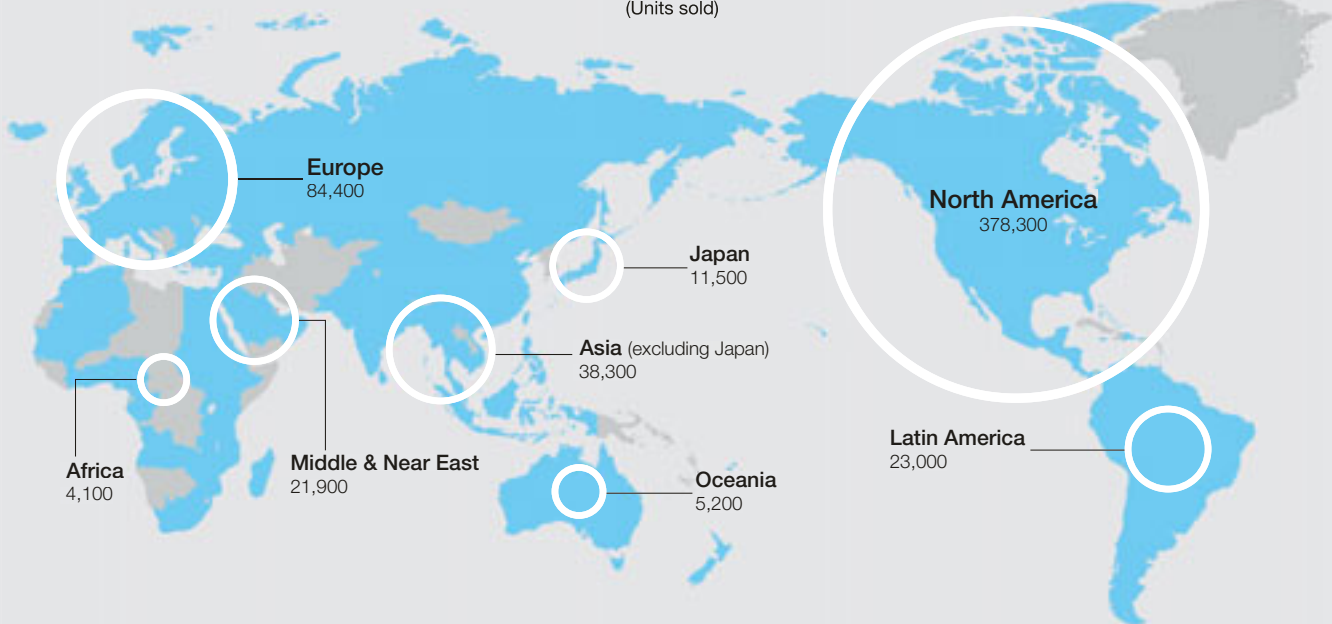 (Units sold)
Europe
84,400
North America
378,300
Japan
11,500
Asia (excluding Japan)
38,300
Latin America
23,000
Middle & Near East
21,900
Africa
4,100
Oceania
5,200